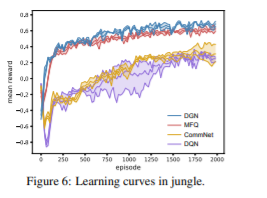 0.8
0.6
0.4
0.2
0.0
−0.2
−0.4
−0.6
−0.8
mean reward
DGN
MFQ
CommNet
DQN
0 250 500 750 1000 1250 1500 1750 2000
episode
Figure 6: Learning curves in jungle.